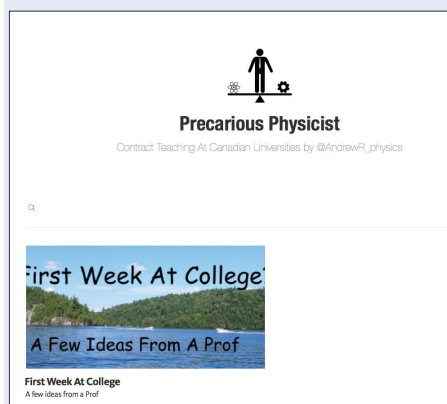 Precarious Physicist
Contract Teaching At Canadian Universities by @AndrewR_physics
First Week At College?
A Few Ideas From A Prof
First Week At College
A few ideas from a Prof